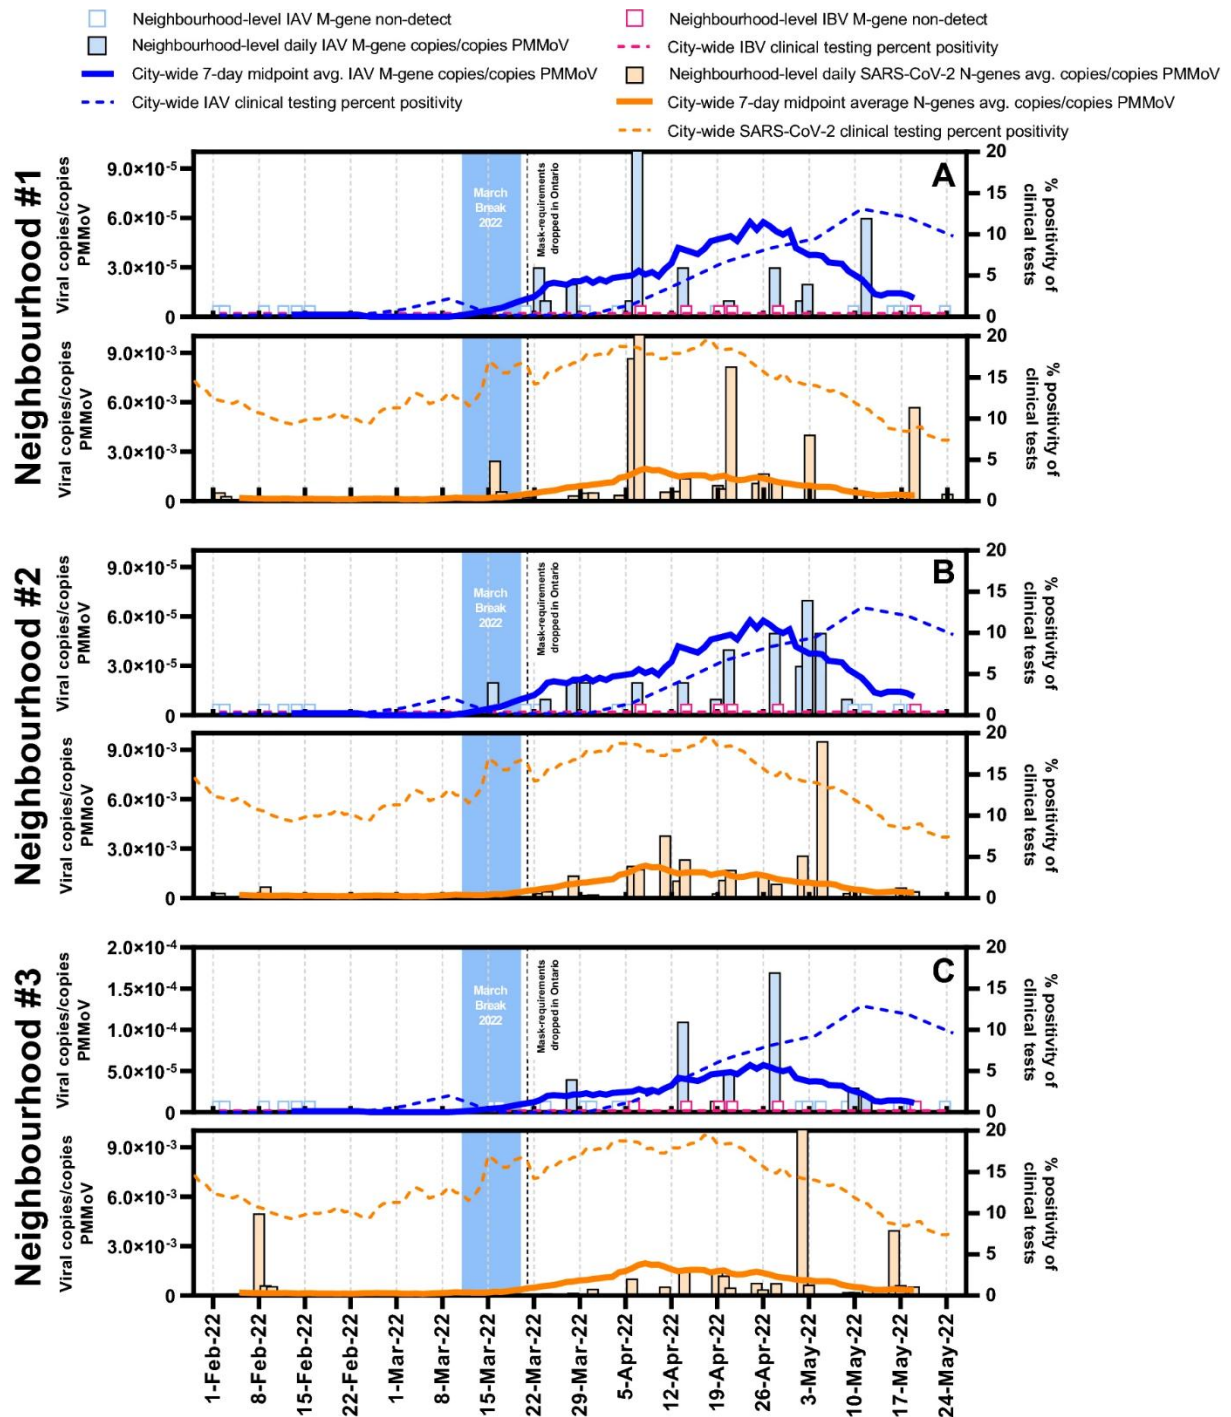 Neighbourhood-level IAV M-gene non-detect
Neighbourhood-level IBV M-gene non-detect
Neighbourhood-level daily IAV M-gene copies/copies PMMoV
City-wide IBV clinical testing percent positivity
City-wide 7-day midpoint avg. IAV M-gene copies/copies PMMoV
Neighbourhood-level daily SARS-CoV-2 N-genes avg. copies/copies PMMoV
City-wide IAV clinical testing percent positivity
City-wide 7-day midpoint average N-genes avg. copies/copies PMMoV
City-wide SARS-CoV-2 clinical testing percent positivity
Neighbourhood #1
Viral copies/copies
PMMoV
9.0×10⁻⁵
6.0×10⁻⁵
3.0×10⁻⁵
0
March
Break
2022
Mask-requirements
dropped in Ontario
A
20
15
10
5
0
% positivity of
clinical tests
Viral copies/copies
PMMoV
9.0×10⁻³
6.0×10⁻³
3.0×10⁻³
0
20
15
10
5
0
% positivity of
clinical tests
Neighbourhood #2
Viral copies/copies
PMMoV
9.0×10⁻⁵
6.0×10⁻⁵
3.0×10⁻⁵
0
March
Break
2022
Mask-requirements
dropped in Ontario
B
20
15
10
5
0
% positivity of
clinical tests
Viral copies/copies
PMMoV
9.0×10⁻³
6.0×10⁻³
3.0×10⁻³
0
20
15
10
5
0
% positivity of
clinical tests
Neighbourhood #3
Viral copies/copies
PMMoV
2.0×10⁻⁴
1.5×10⁻⁴
1.0×10⁻⁴
5.0×10⁻⁵
0
March
Break
2022
Mask-requirements
dropped in Ontario
C
20
15
10
5
0
% positivity of
clinical tests
Viral copies/copies
PMMoV
9.0×10⁻³
6.0×10⁻³
3.0×10⁻³
0
20
15
10
5
0
% positivity of
clinical tests
1-Feb-22
8-Feb-22
15-Feb-22
22-Feb-22
1-Mar-22
8-Mar-22
15-Mar-22
22-Mar-22
29-Mar-22
5-Apr-22
12-Apr-22
19-Apr-22
26-Apr-22
3-May-22
10-May-22
17-May-22
24-May-22